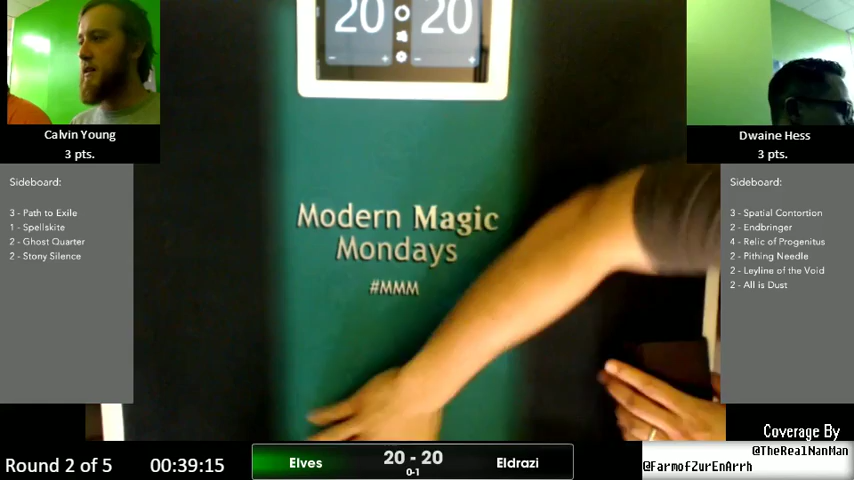 20 20
Calvin Young
3 pts.
Dwaine Hess
3 pts.
Sideboard:
3 - Path to Exile
1 - Spellskite
2 - Ghost Quarter
2 - Stony Silence
Modern Magic
Mondays
#MMM
Sideboard:
3 - Spatial Contortion
2 - Endbringer
4 - Relic of Progenitus
2 - Pithing Needle
2 - Leyline of the Void
2 - All is Dust
Coverage By
@TheRealNanMan
@FarmofZurEnArrh
Round 2 of 5 00:39:15
Elves 20 - 20 Eldrazi
0-1